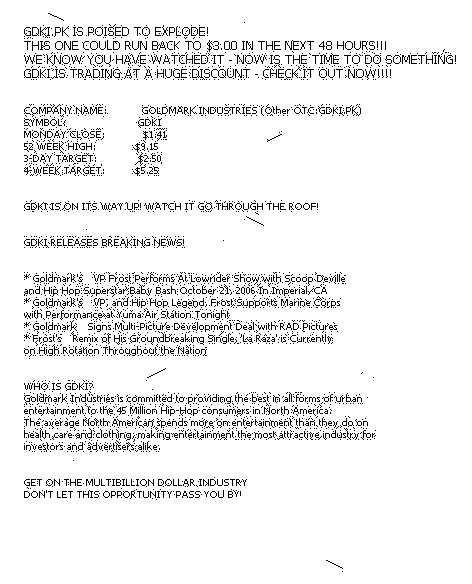 GDKI.PK IS POISED TO EXPLODE!
THIS ONE COULD RUN BACK TO $3.00 IN THE NEXT 48 HOURS!!!
WE KNOW YOU HAVE WATCHED IT - NOW IS THE TIME TO DO SOMETHING!
GDKI IS TRADING AT A HUGE DISCOUNT - CHECK IT OUT NOW!!!!
COMPANY NAME: GOLDMARK INDUSTRIES (Other OTC:GDKI.PK)
SYMBOL: GDKI
MONDAY CLOSE: $1.41
52 WEEK HIGH: $9.15
3-DAY TARGET: $2.50
4-WEEK TARGET: $5.25
GDKI IS ON ITS WAY UP! WATCH IT GO THROUGH THE ROOF!
GDKI RELEASES BREAKING NEWS!
* Goldmark's VP Frost Performs At Lowrider Show with Scoop Deville
and Hip Hop Superstar Baby Bash October 21, 2006 In Imperial, CA
* Goldmark's VP, and Hip Hop Legend, Frost Supports Marine Corps
with Performance at Yuma Air Station Tonight
* Goldmark Signs Multi-Picture Development Deal with RAD Pictures
* Frost's Remix of His Groundbreaking Single, 'La Raza' is Currently
on High Rotation Throughout the Nation
WHO IS GDKI?
Goldmark Industries is committed to providing the best in all forms of urban
entertainment to the 45 Million Hip-Hop consumers in North America.
The average North American spends more on entertainment than they do on
health care and clothing, making entertainment the most attractive industry for
investors and advertisers alike.
GET ON THE MULTIBILLION DOLLAR INDUSTRY
DON'T LET THIS OPPORTUNITY PASS YOU BY!